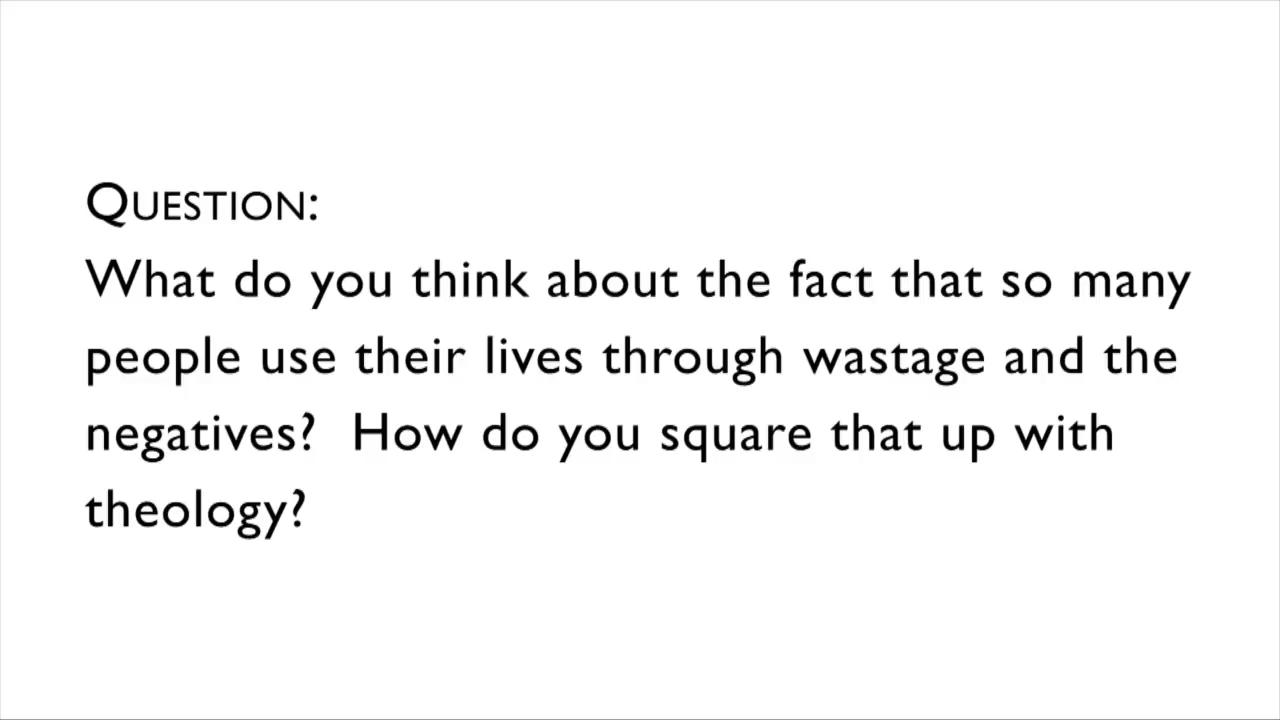 QUESTION:
What do you think about the fact that so many
people use their lives through wastage and the
negatives? How do you square that up with
theology?